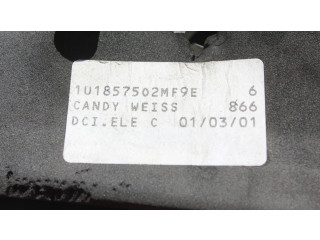 1U1857502MF9E 6
CANDY WEISS 866
DCI.ELE C 01/03/01